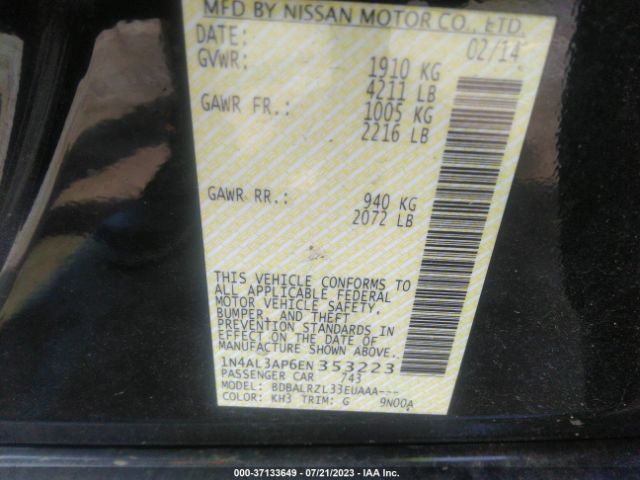 MFD BY NISSAN MOTOR CO., LTD.
DATE: 02/14
GVWR: 1910 KG
4211 LB
GAWR FR.: 1005 KG
2216 LB
GAWR RR.: 940 KG
2072 LB
THIS VEHICLE CONFORMS TO
ALL APPLICABLE FEDERAL
MOTOR VEHICLE SAFETY,
BUMPER, AND THEFT
PREVENTION STANDARDS IN
EFFECT ON THE DATE OF
MANUFACTURE SHOWN ABOVE.
1N4AL3AP6EN353223
PASSENGER CAR 743
MODEL: BDBALRZL33EUAAA---
COLOR: KH3 TRIM: G 9N00A
000-37133649 / 07/21/2023 / IAA Inc.